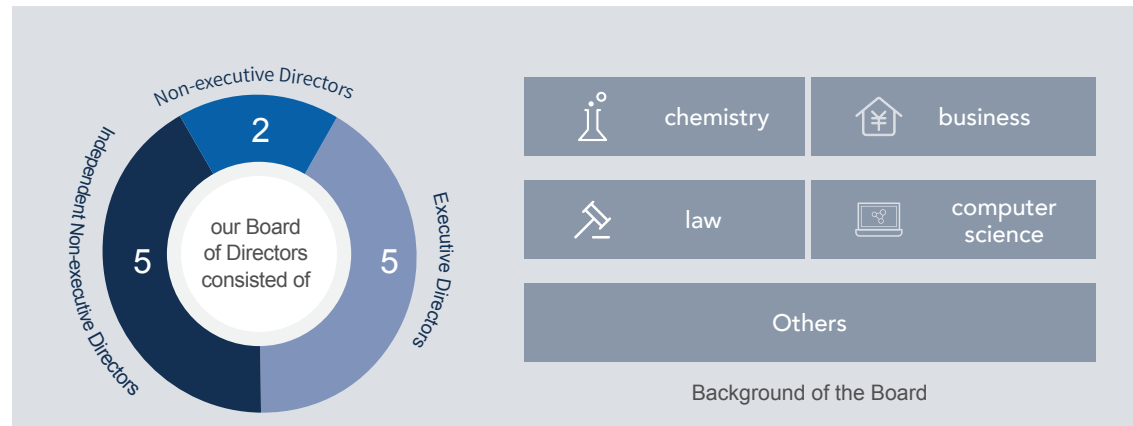 Non-executive Directors
2
Independent Non-executive Directors
5
our Board
of Directors
consisted of
5
Executive Directors
chemistry
¥
business
law
computer
science
Others
Background of the Board